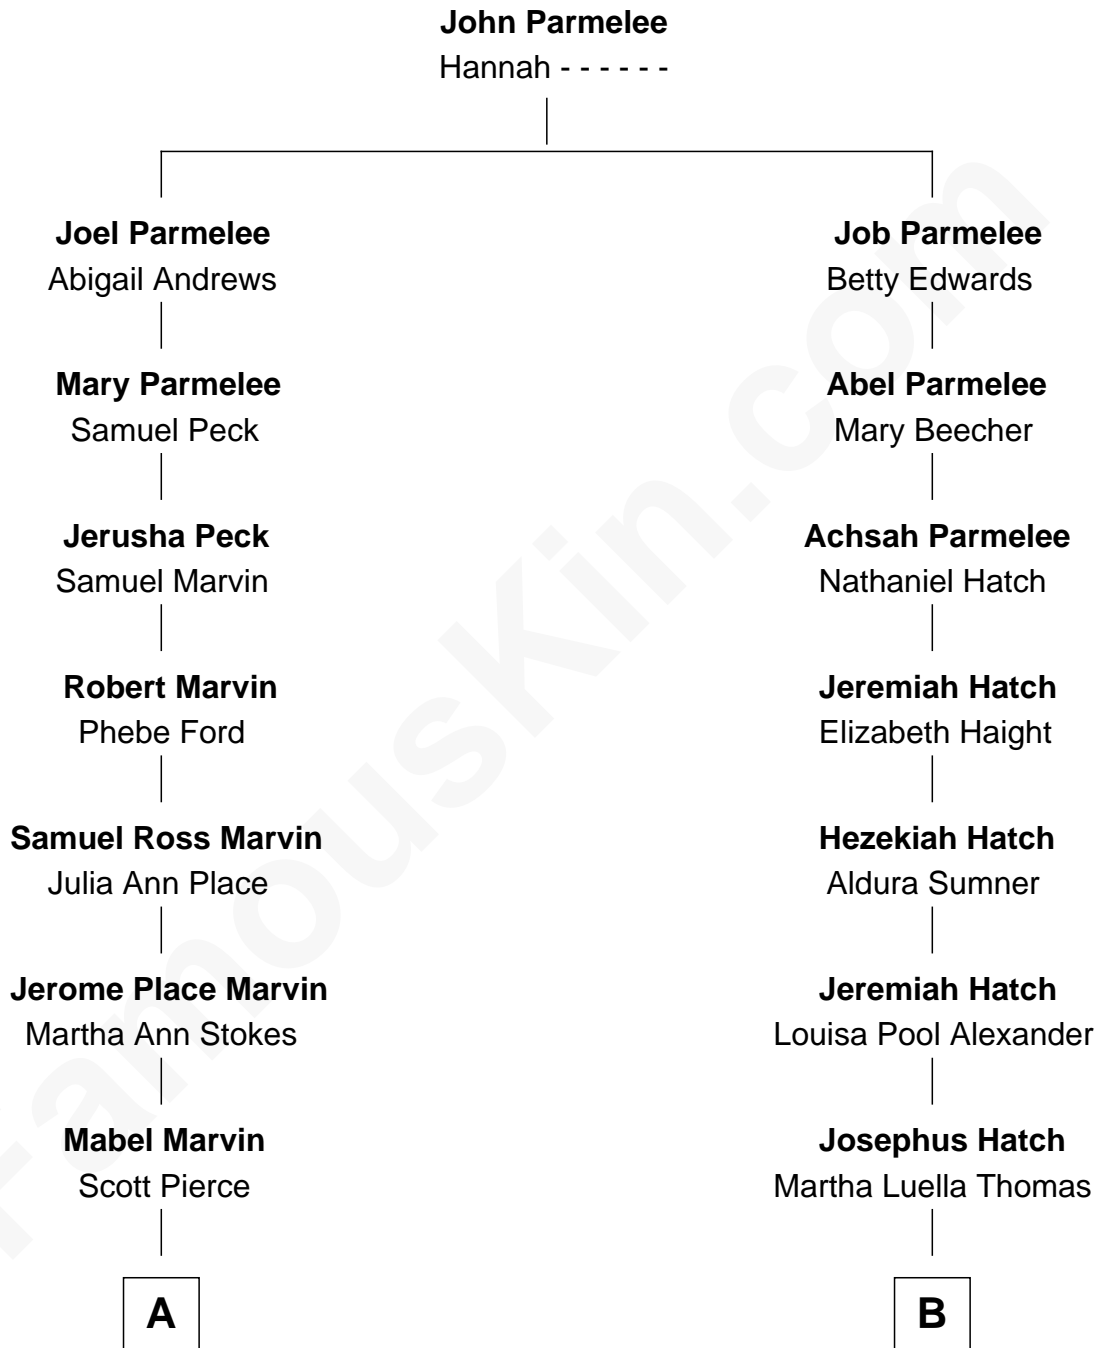 John Parmelee
Hannah - - - - - -
Joel Parmelee
Abigail Andrews
Job Parmelee
Betty Edwards
Mary Parmelee
Samuel Peck
Abel Parmelee
Mary Beecher
Jerusha Peck
Samuel Marvin
Achsah Parmelee
Nathaniel Hatch
Robert Marvin
Phebe Ford
Jeremiah Hatch
Elizabeth Haight
Samuel Ross Marvin
Julia Ann Place
Hezekiah Hatch
Aldura Sumner
Jerome Place Marvin
Martha Ann Stokes
Jeremiah Hatch
Louisa Pool Alexander
Mabel Marvin
Scott Pierce
Josephus Hatch
Martha Luella Thomas
A
B
FamousKin.com